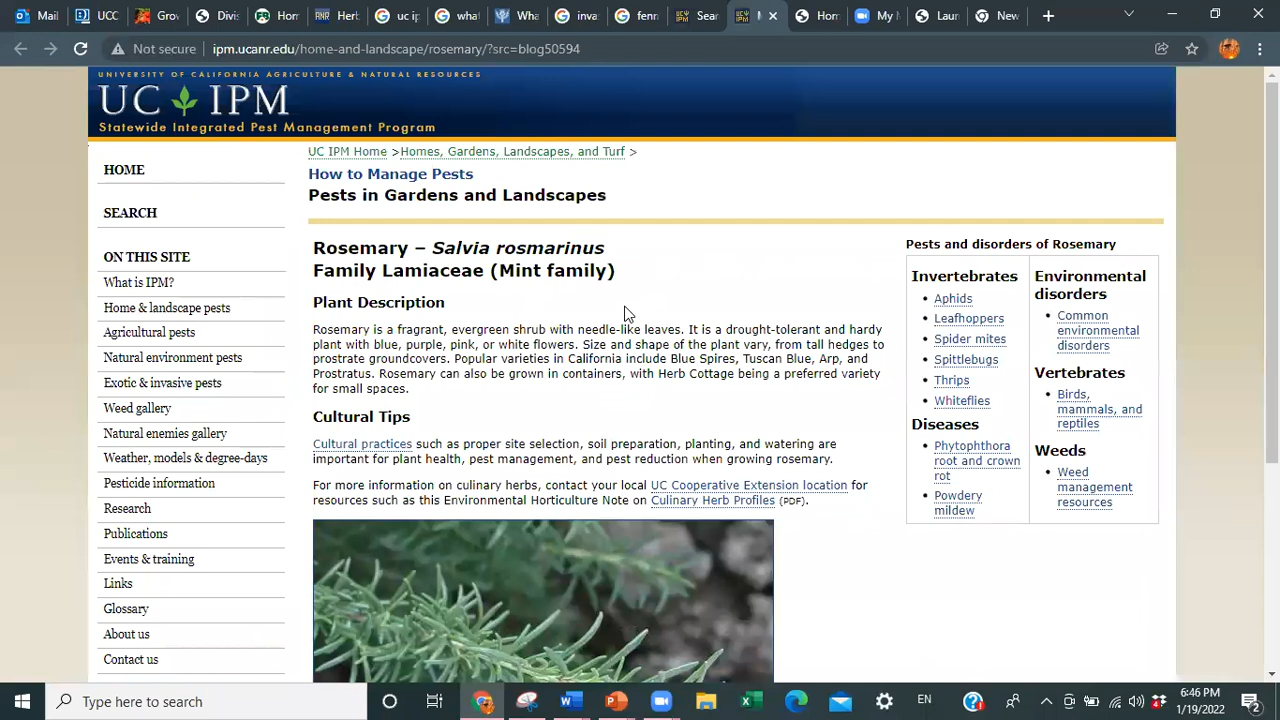 Mail
UCC
Gro
Divi
Ho
RNR Herb
uc ip
what
Wha
inva
fenn
Sear
Hom
My
Laun
New
Not secure ipm.ucanr.edu/home-and-landscape/rosemary/?src=blog50594
UNIVERSITY OF CALIFORNIA AGRICULTURE & NATURAL RESOURCES
UC IPM
Statewide Integrated Pest Management Program
UC IPM Home > Homes, Gardens, Landscapes, and Turf >
How to Manage Pests
Pests in Gardens and Landscapes
HOME
SEARCH
ON THIS SITE
What is IPM?
Home & landscape pests
Agricultural pests
Natural environment pests
Exotic & invasive pests
Weed gallery
Natural enemies gallery
Weather, models & degree-days
Pesticide information
Research
Publications
Events & training
Links
Glossary
About us
Contact us
Rosemary – Salvia rosmarinus
Family Lamiaceae (Mint family)
Plant Description
Rosemary is a fragrant, evergreen shrub with needle-like leaves. It is a drought-tolerant and hardy
plant with blue, purple, pink, or white flowers. Size and shape of the plant vary, from tall hedges to
prostrate groundcovers. Popular varieties in California include Blue Spires, Tuscan Blue, Arp, and
Prostratus. Rosemary can also be grown in containers, with Herb Cottage being a preferred variety
for small spaces.
Cultural Tips
Cultural practices such as proper site selection, soil preparation, planting, and watering are
important for plant health, pest management, and pest reduction when growing rosemary.
For more information on culinary herbs, contact your local UC Cooperative Extension location for
resources such as this Environmental Horticulture Note on Culinary Herb Profiles (PDF).
Pests and disorders of Rosemary
Invertebrates
• Aphids
• Leafhoppers
• Spider mites
• Spittlebugs
• Thrips
• Whiteflies
Diseases
• Phytophthora
root and crown
rot
• Powdery
mildew
Environmental
disorders
• Common
environmental
disorders
Vertebrates
• Birds,
mammals, and
reptiles
Weeds
• Weed
management
resources
Type here to search
EN
6:46 PM
1/19/2022
2